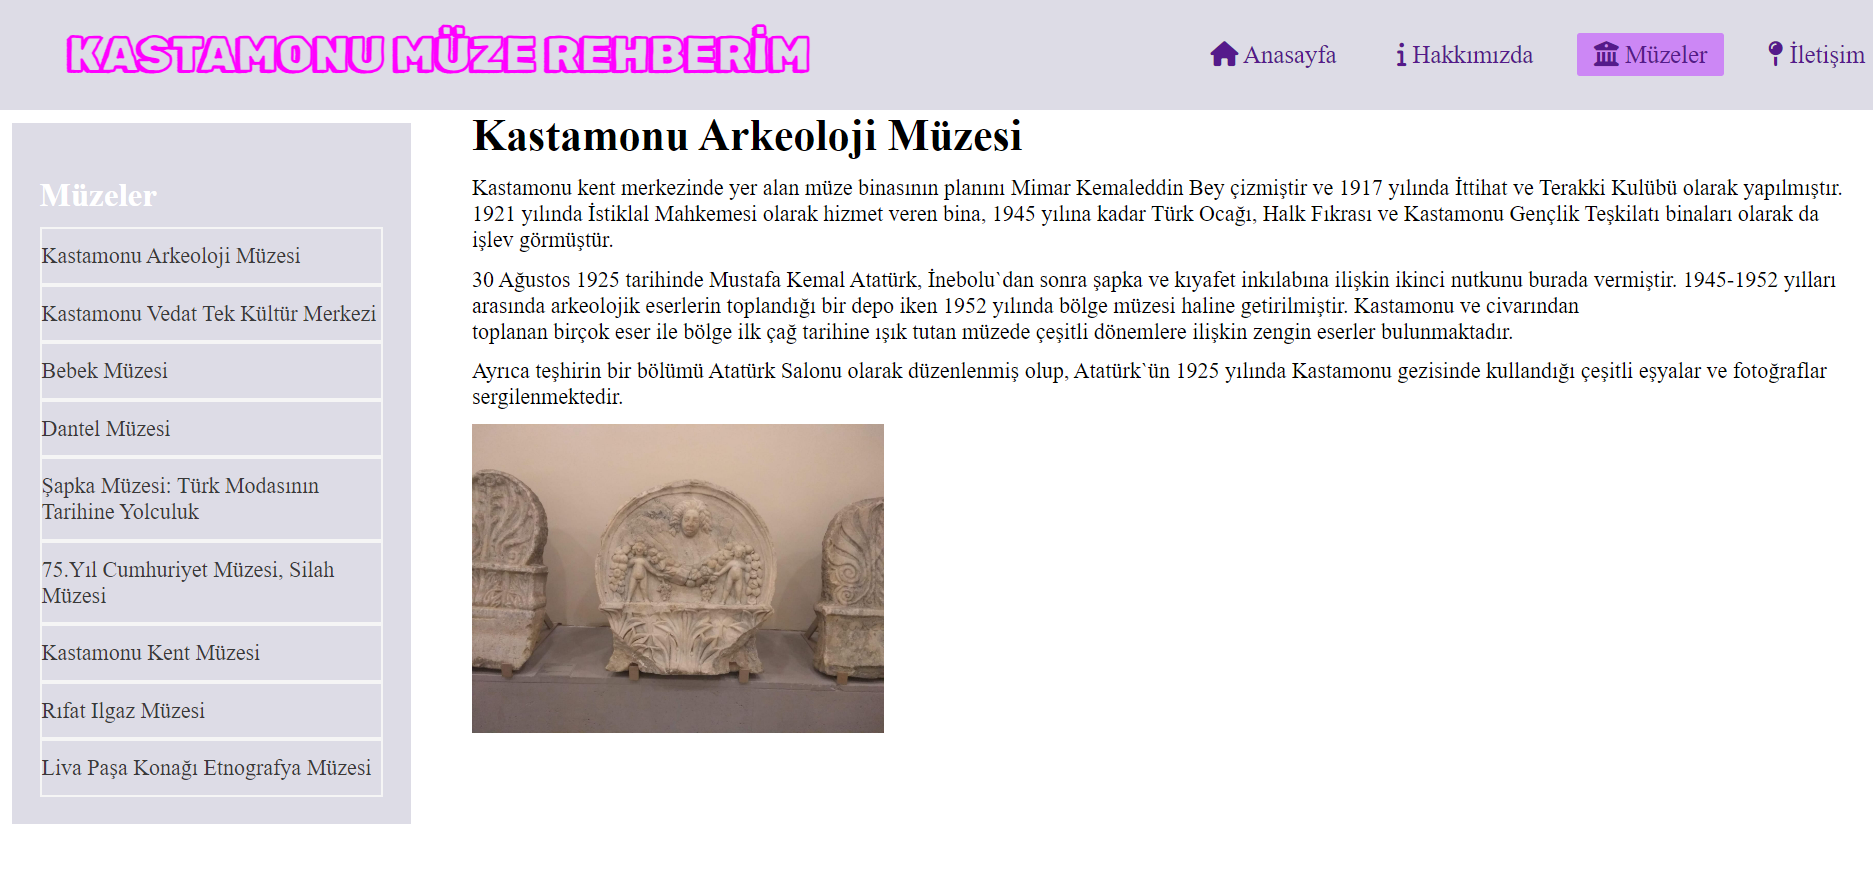 KASTAMONU MÜZE REHBERİM
Anasayfa
Hakkımızda
Müzeler
İletişim
Müzeler
Kastamonu Arkeoloji Müzesi
Kastamonu Vedat Tek Kültür Merkezi
Bebek Müzesi
Dantel Müzesi
Şapka Müzesi: Türk Modasının
Tarihine Yolculuk
75.Yıl Cumhuriyet Müzesi, Silah
Müzesi
Kastamonu Kent Müzesi
Rıfat Ilgaz Müzesi
Liva Paşa Konağı Etnografya Müzesi
Kastamonu Arkeoloji Müzesi
Kastamonu kent merkezinde yer alan müze binasının planını Mimar Kemaleddin Bey çizmiştir ve 1917 yılında İttihat ve Terakki Kulübü olarak yapılmıştır.
1921 yılında İstiklal Mahkemesi olarak hizmet veren bina, 1945 yılına kadar Türk Ocağı, Halk Fıkrası ve Kastamonu Gençlik Teşkilatı binaları olarak da
işlev görmüştür.
30 Ağustos 1925 tarihinde Mustafa Kemal Atatürk, İnebolu`dan sonra şapka ve kıyafet inkılabına ilişkin ikinci nutkunu burada vermiştir. 1945-1952 yılları
arasında arkeolojik eserlerin toplandığı bir depo iken 1952 yılında bölge müzesi haline getirilmiştir. Kastamonu ve civarından
toplanan birçok eser ile bölge ilk çağ tarihine ışık tutan müzede çeşitli dönemlere ilişkin zengin eserler bulunmaktadır.
Ayrıca teşhirin bir bölümü Atatürk Salonu olarak düzenlenmiş olup, Atatürk`ün 1925 yılında Kastamonu gezisinde kullandığı çeşitli eşyalar ve fotoğraflar
sergilenmektedir.